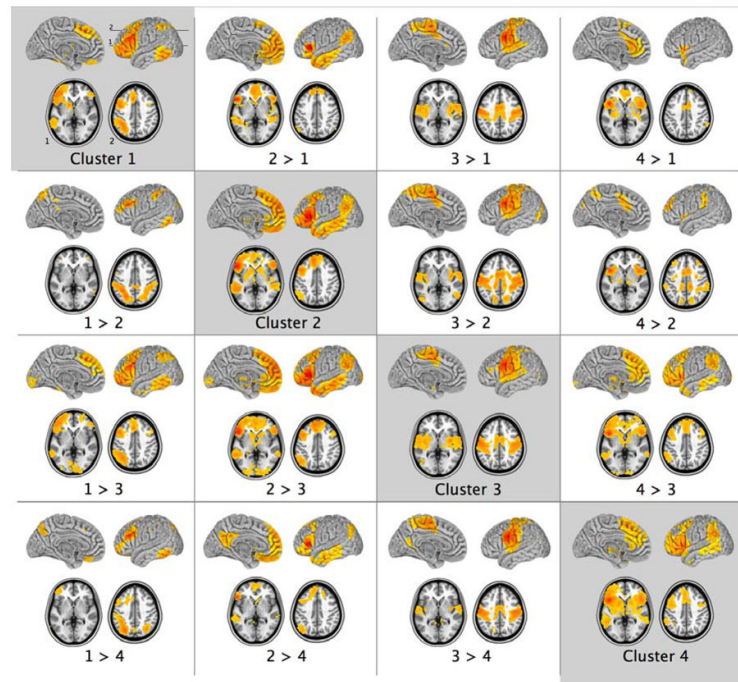 2
1
1
2
Cluster 1
2 > 1
3 > 1
4 > 1
1 > 2
Cluster 2
3 > 2
4 > 2
1 > 3
2 > 3
Cluster 3
4 > 3
1 > 4
2 > 4
3 > 4
Cluster 4